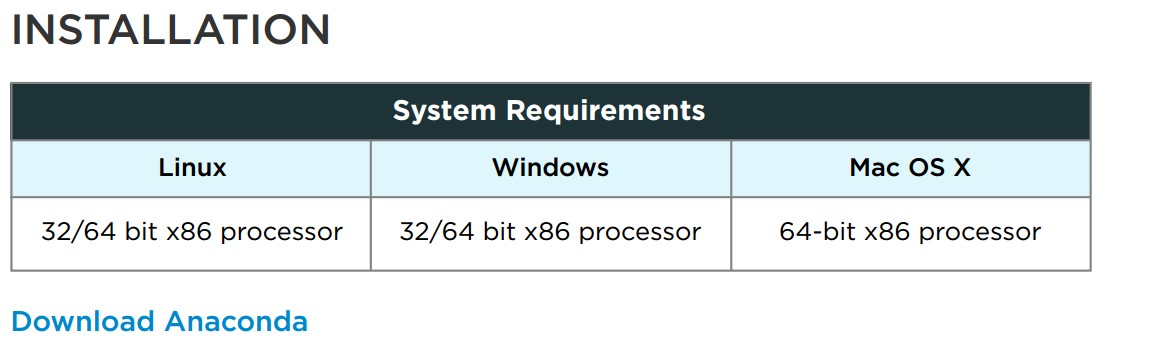 INSTALLATION
System Requirements
Linux Windows Mac OS X
32/64 bit x86 processor 32/64 bit x86 processor 64-bit x86 processor
Download Anaconda